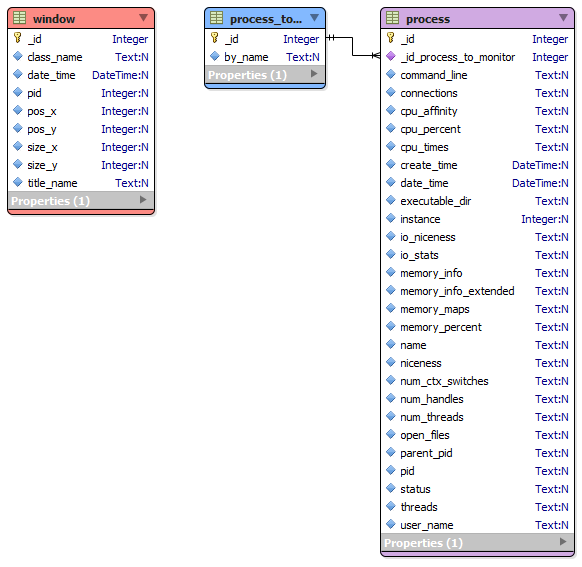 window
_id Integer
class_name Text:N
date_time DateTime:N
pid Integer:N
pos_x Integer:N
pos_y Integer:N
size_x Integer:N
size_y Integer:N
title_name Text:N
Properties (1)
process_to...
_id Integer
by_name Text:N
Properties (1)
process
_id Integer
_id_process_to_monitor Integer
command_line Text:N
connections Text:N
cpu_affinity Text:N
cpu_percent Text:N
cpu_times Text:N
create_time DateTime:N
date_time DateTime:N
executable_dir Text:N
instance Integer:N
io_niceness Text:N
io_stats Text:N
memory_info Text:N
memory_info_extended Text:N
memory_maps Text:N
memory_percent Text:N
name Text:N
niceness Text:N
num_ctx_switches Text:N
num_handles Text:N
num_threads Text:N
open_files Text:N
parent_pid Text:N
pid Text:N
status Text:N
threads Text:N
user_name Text:N
Properties (1)